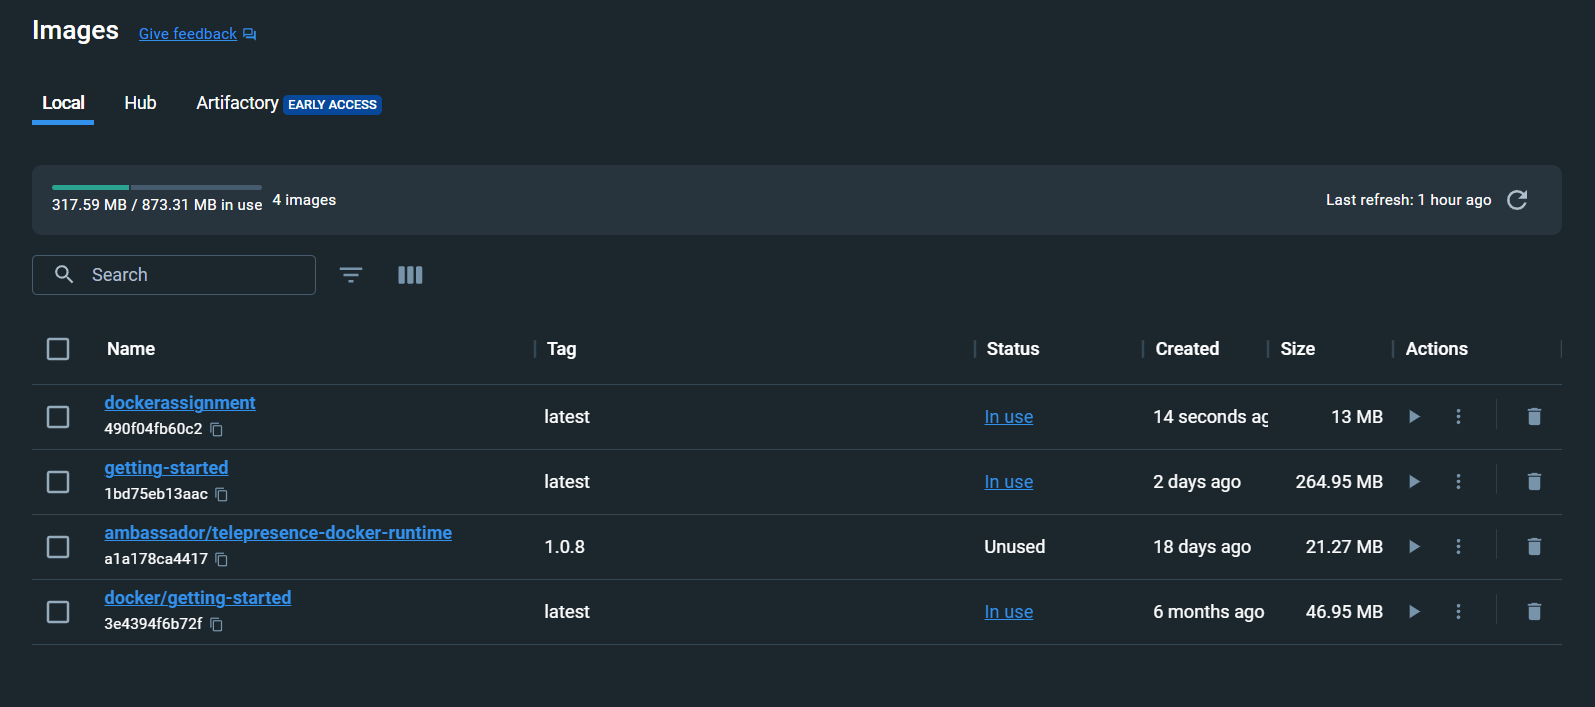 Images Give feedback
Local Hub Artifactory EARLY ACCESS
317.59 MB / 873.31 MB in use 4 images Last refresh: 1 hour ago
Search
Name Tag Status Created Size Actions
dockerassignment
490f04fb60c2 latest In use 14 seconds ag 13 MB
getting-started
1bd75eb13aac latest In use 2 days ago 264.95 MB
ambassador/telepresence-docker-runtime
a1a178ca4417 1.0.8 Unused 18 days ago 21.27 MB
docker/getting-started
3e4394f6b72f latest In use 6 months ago 46.95 MB